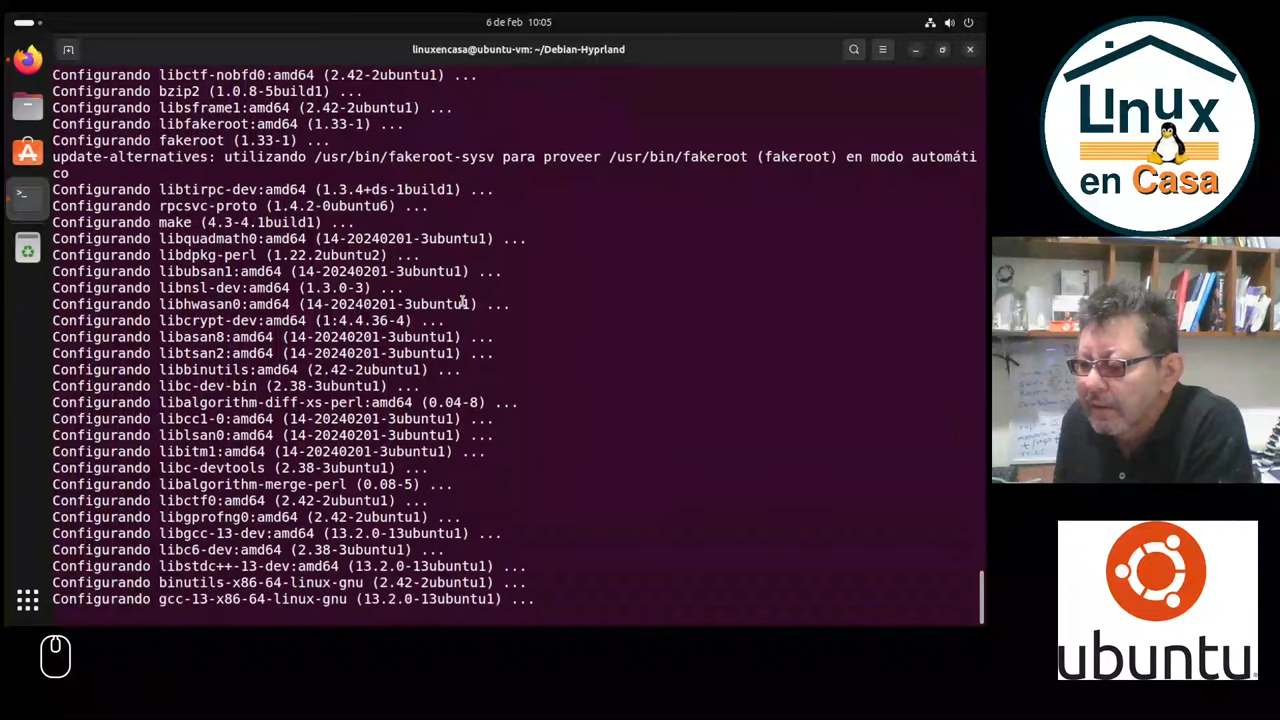 6 de feb 10:05
linuxencasa@ubuntu-vm: ~/Debian-Hyprland
Configurando libctf-nobfd0:amd64 (2.42-2ubuntu1) ...
Configurando bzip2 (1.0.8-5build1) ...
Configurando libsframe1:amd64 (2.42-2ubuntu1) ...
Configurando libfakeroot:amd64 (1.33-1) ...
Configurando fakeroot (1.33-1) ...
update-alternatives: utilizando /usr/bin/fakeroot-sysv para proveer /usr/bin/fakeroot (fakeroot) en modo automáti
co
Configurando libtirpc-dev:amd64 (1.3.4+ds-1build1) ...
Configurando rpcsvc-proto (1.4.2-0ubuntu6) ...
Configurando make (4.3-4.1build1) ...
Configurando libquadmath0:amd64 (14-20240201-3ubuntu1) ...
Configurando libdpkg-perl (1.22.2ubuntu2) ...
Configurando libubsan1:amd64 (14-20240201-3ubuntu1) ...
Configurando libnsl-dev:amd64 (1.3.0-3) ...
Configurando libhwasan0:amd64 (14-20240201-3ubuntu1) ...
Configurando libcrypt-dev:amd64 (1:4.4.36-4) ...
Configurando libasan8:amd64 (14-20240201-3ubuntu1) ...
Configurando libtsan2:amd64 (14-20240201-3ubuntu1) ...
Configurando libbinutils:amd64 (2.42-2ubuntu1) ...
Configurando libc-dev-bin (2.38-3ubuntu1) ...
Configurando libalgorithm-diff-xs-perl:amd64 (0.04-8) ...
Configurando libcc1-0:amd64 (14-20240201-3ubuntu1) ...
Configurando liblsan0:amd64 (14-20240201-3ubuntu1) ...
Configurando libitm1:amd64 (14-20240201-3ubuntu1) ...
Configurando libc-devtools (2.38-3ubuntu1) ...
Configurando libalgorithm-merge-perl (0.08-5) ...
Configurando libctf0:amd64 (2.42-2ubuntu1) ...
Configurando libgprofng0:amd64 (2.42-2ubuntu1) ...
Configurando libgcc-13-dev:amd64 (13.2.0-13ubuntu1) ...
Configurando libc6-dev:amd64 (2.38-3ubuntu1) ...
Configurando libstdc++-13-dev:amd64 (13.2.0-13ubuntu1) ...
Configurando binutils-x86-64-linux-gnu (2.42-2ubuntu1) ...
Configurando gcc-13-x86-64-linux-gnu (13.2.0-13ubuntu1) ...
Linux
en Casa
ubuntu